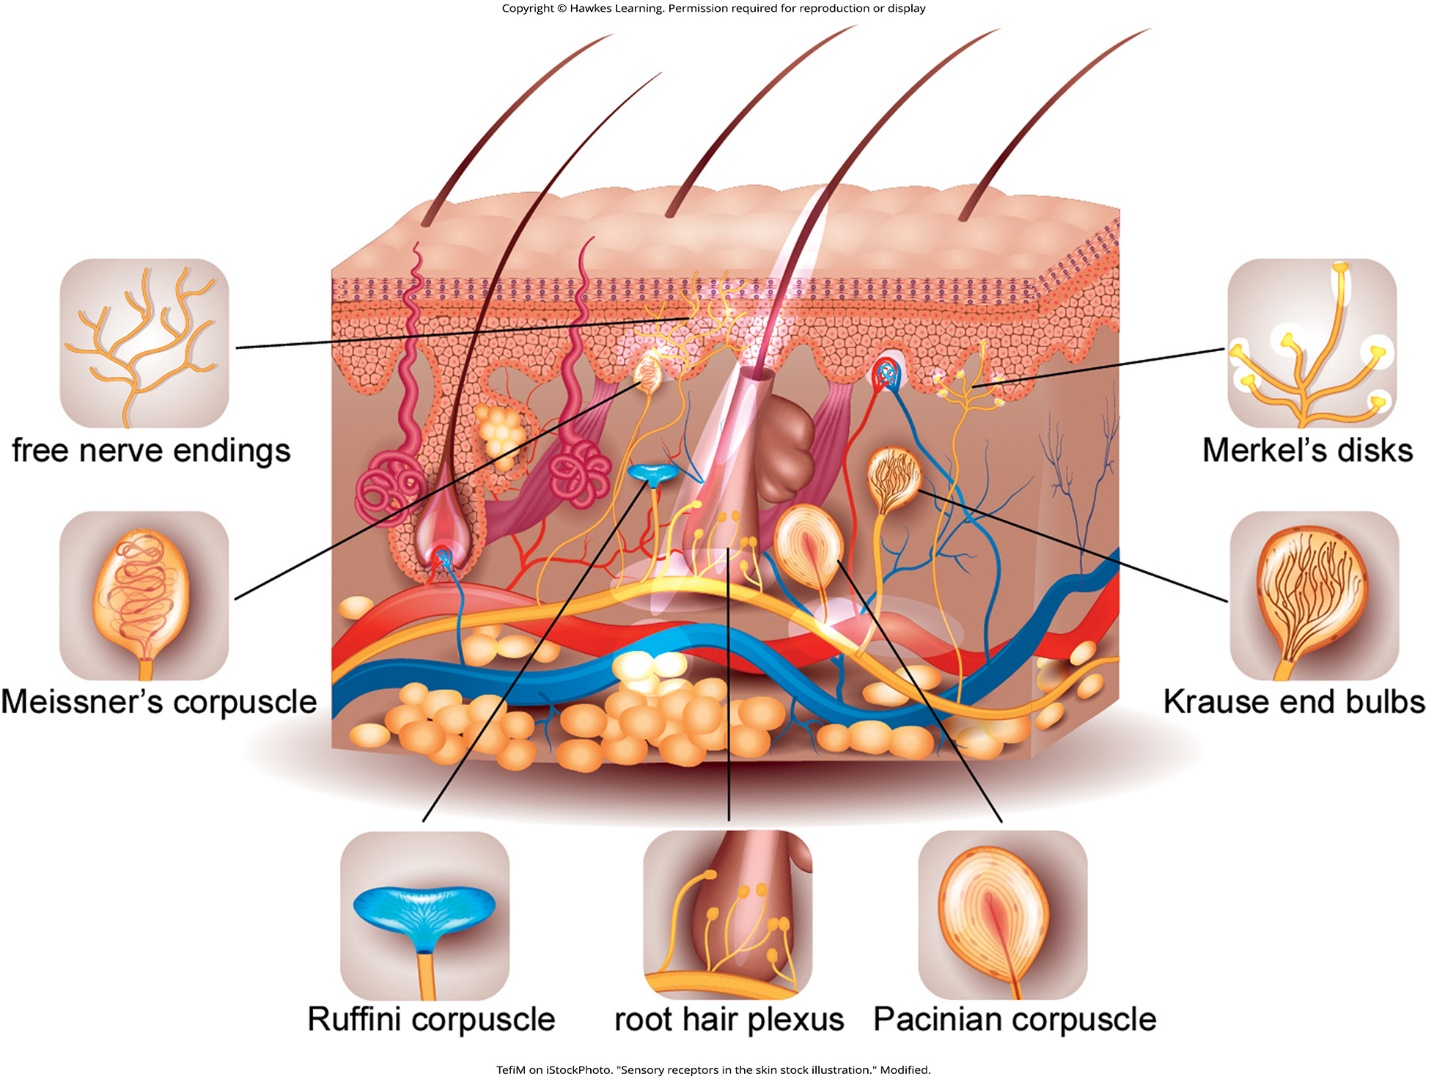 Copyright © Hawkes Learning. Permission required for reproduction or display
free nerve endings
Merkel's disks
Meissner's corpuscle
Krause end bulbs
Ruffini corpuscle
root hair plexus
Pacinian corpuscle
TefiM on iStockPhoto. "Sensory receptors in the skin stock illustration." Modified.